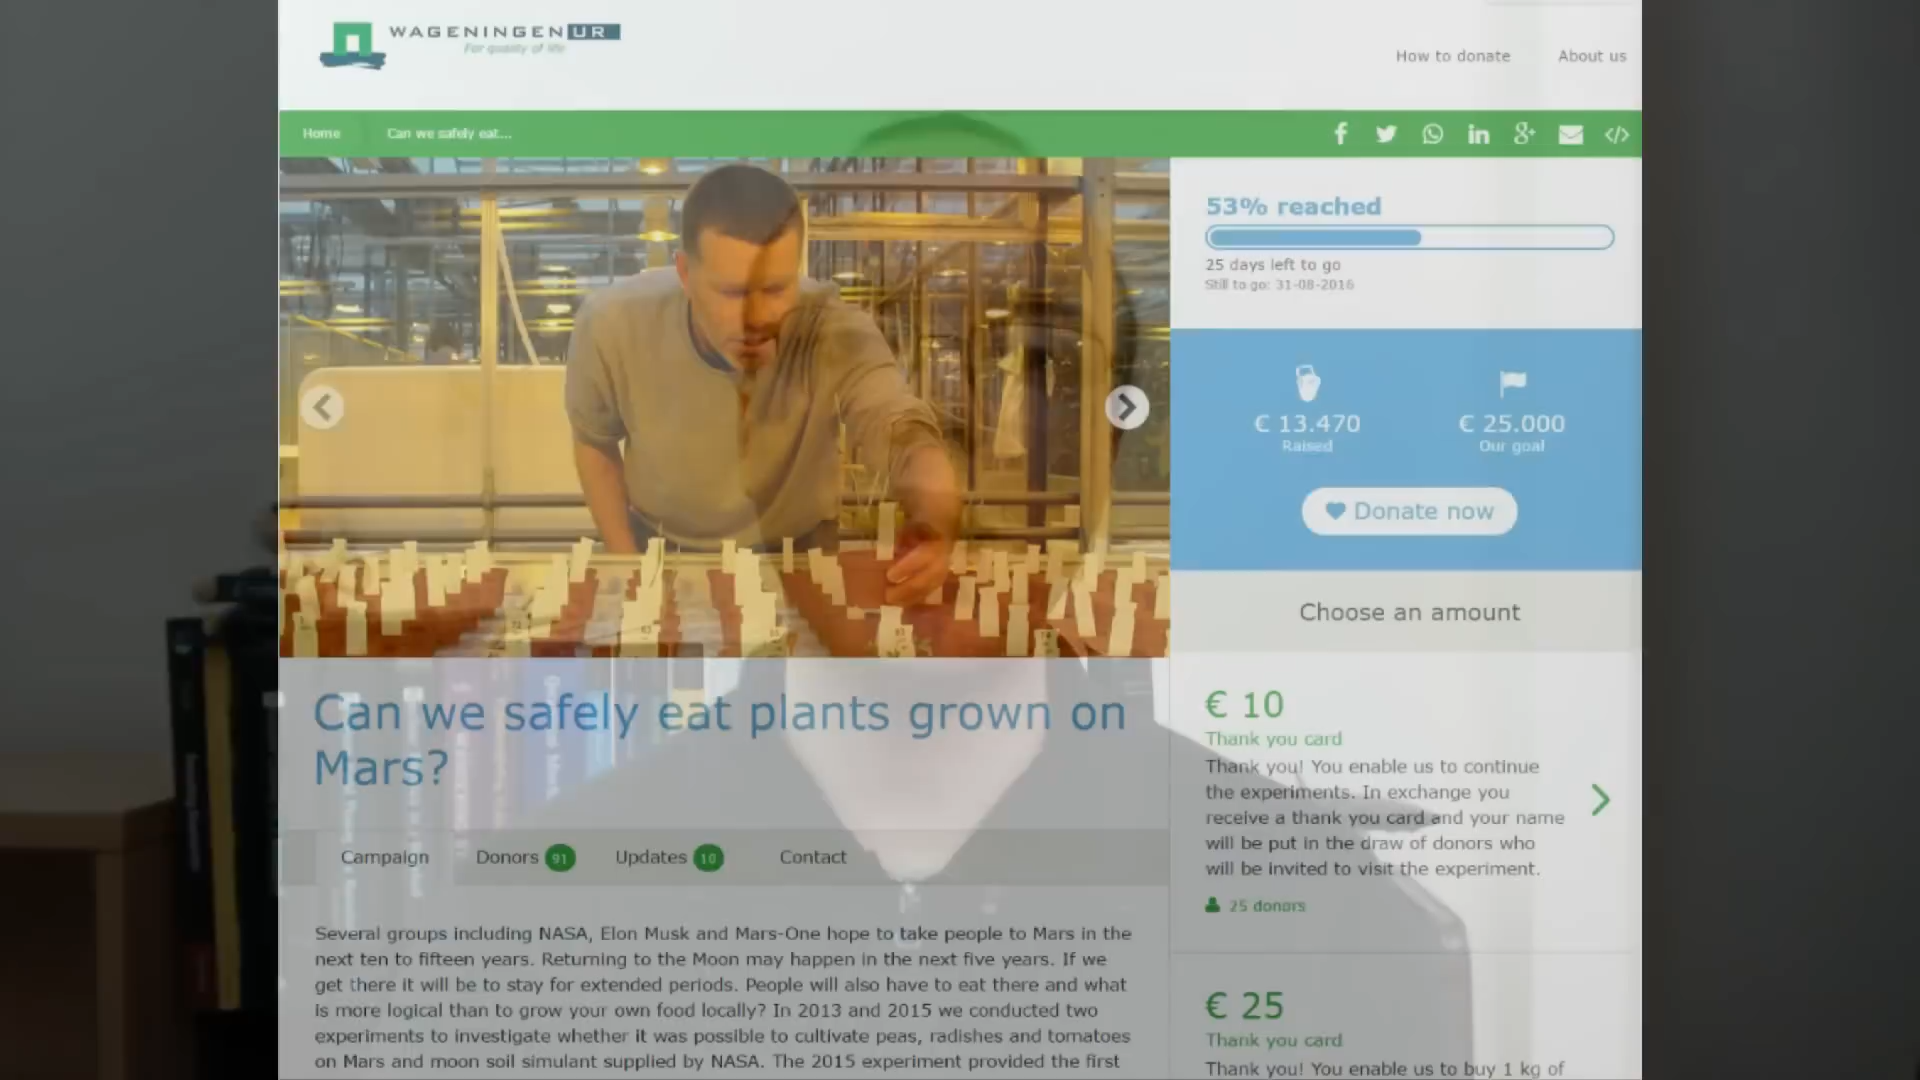 WAGENINGEN UR
For quality of life
How to donate
About us
Home
Can we safely eat...
53% reached
25 days left to go
Still to go: 31-08-2016
€ 13.470
Raised
€ 25.000
Our goal
Donate now
Choose an amount
Can we safely eat plants grown on
Mars?
Campaign
Donors 91
Updates 10
Contact
Several groups including NASA, Elon Musk and Mars-One hope to take people to Mars in the
next ten to fifteen years. Returning to the Moon may happen in the next five years. If we
get there it will be to stay for extended periods. People will also have to eat there and what
is more logical than to grow your own food locally? In 2013 and 2015 we conducted two
experiments to investigate whether it was possible to cultivate peas, radishes and tomatoes
on Mars and moon soil simulant supplied by NASA. The 2015 experiment provided the first
€ 10
Thank you card
Thank you! You enable us to continue
the experiments. In exchange you
receive a thank you card and your name
will be put in the draw of donors who
will be invited to visit the experiment.
25 donors
€ 25
Thank you card
Thank you! You enable us to buy 1 kg of